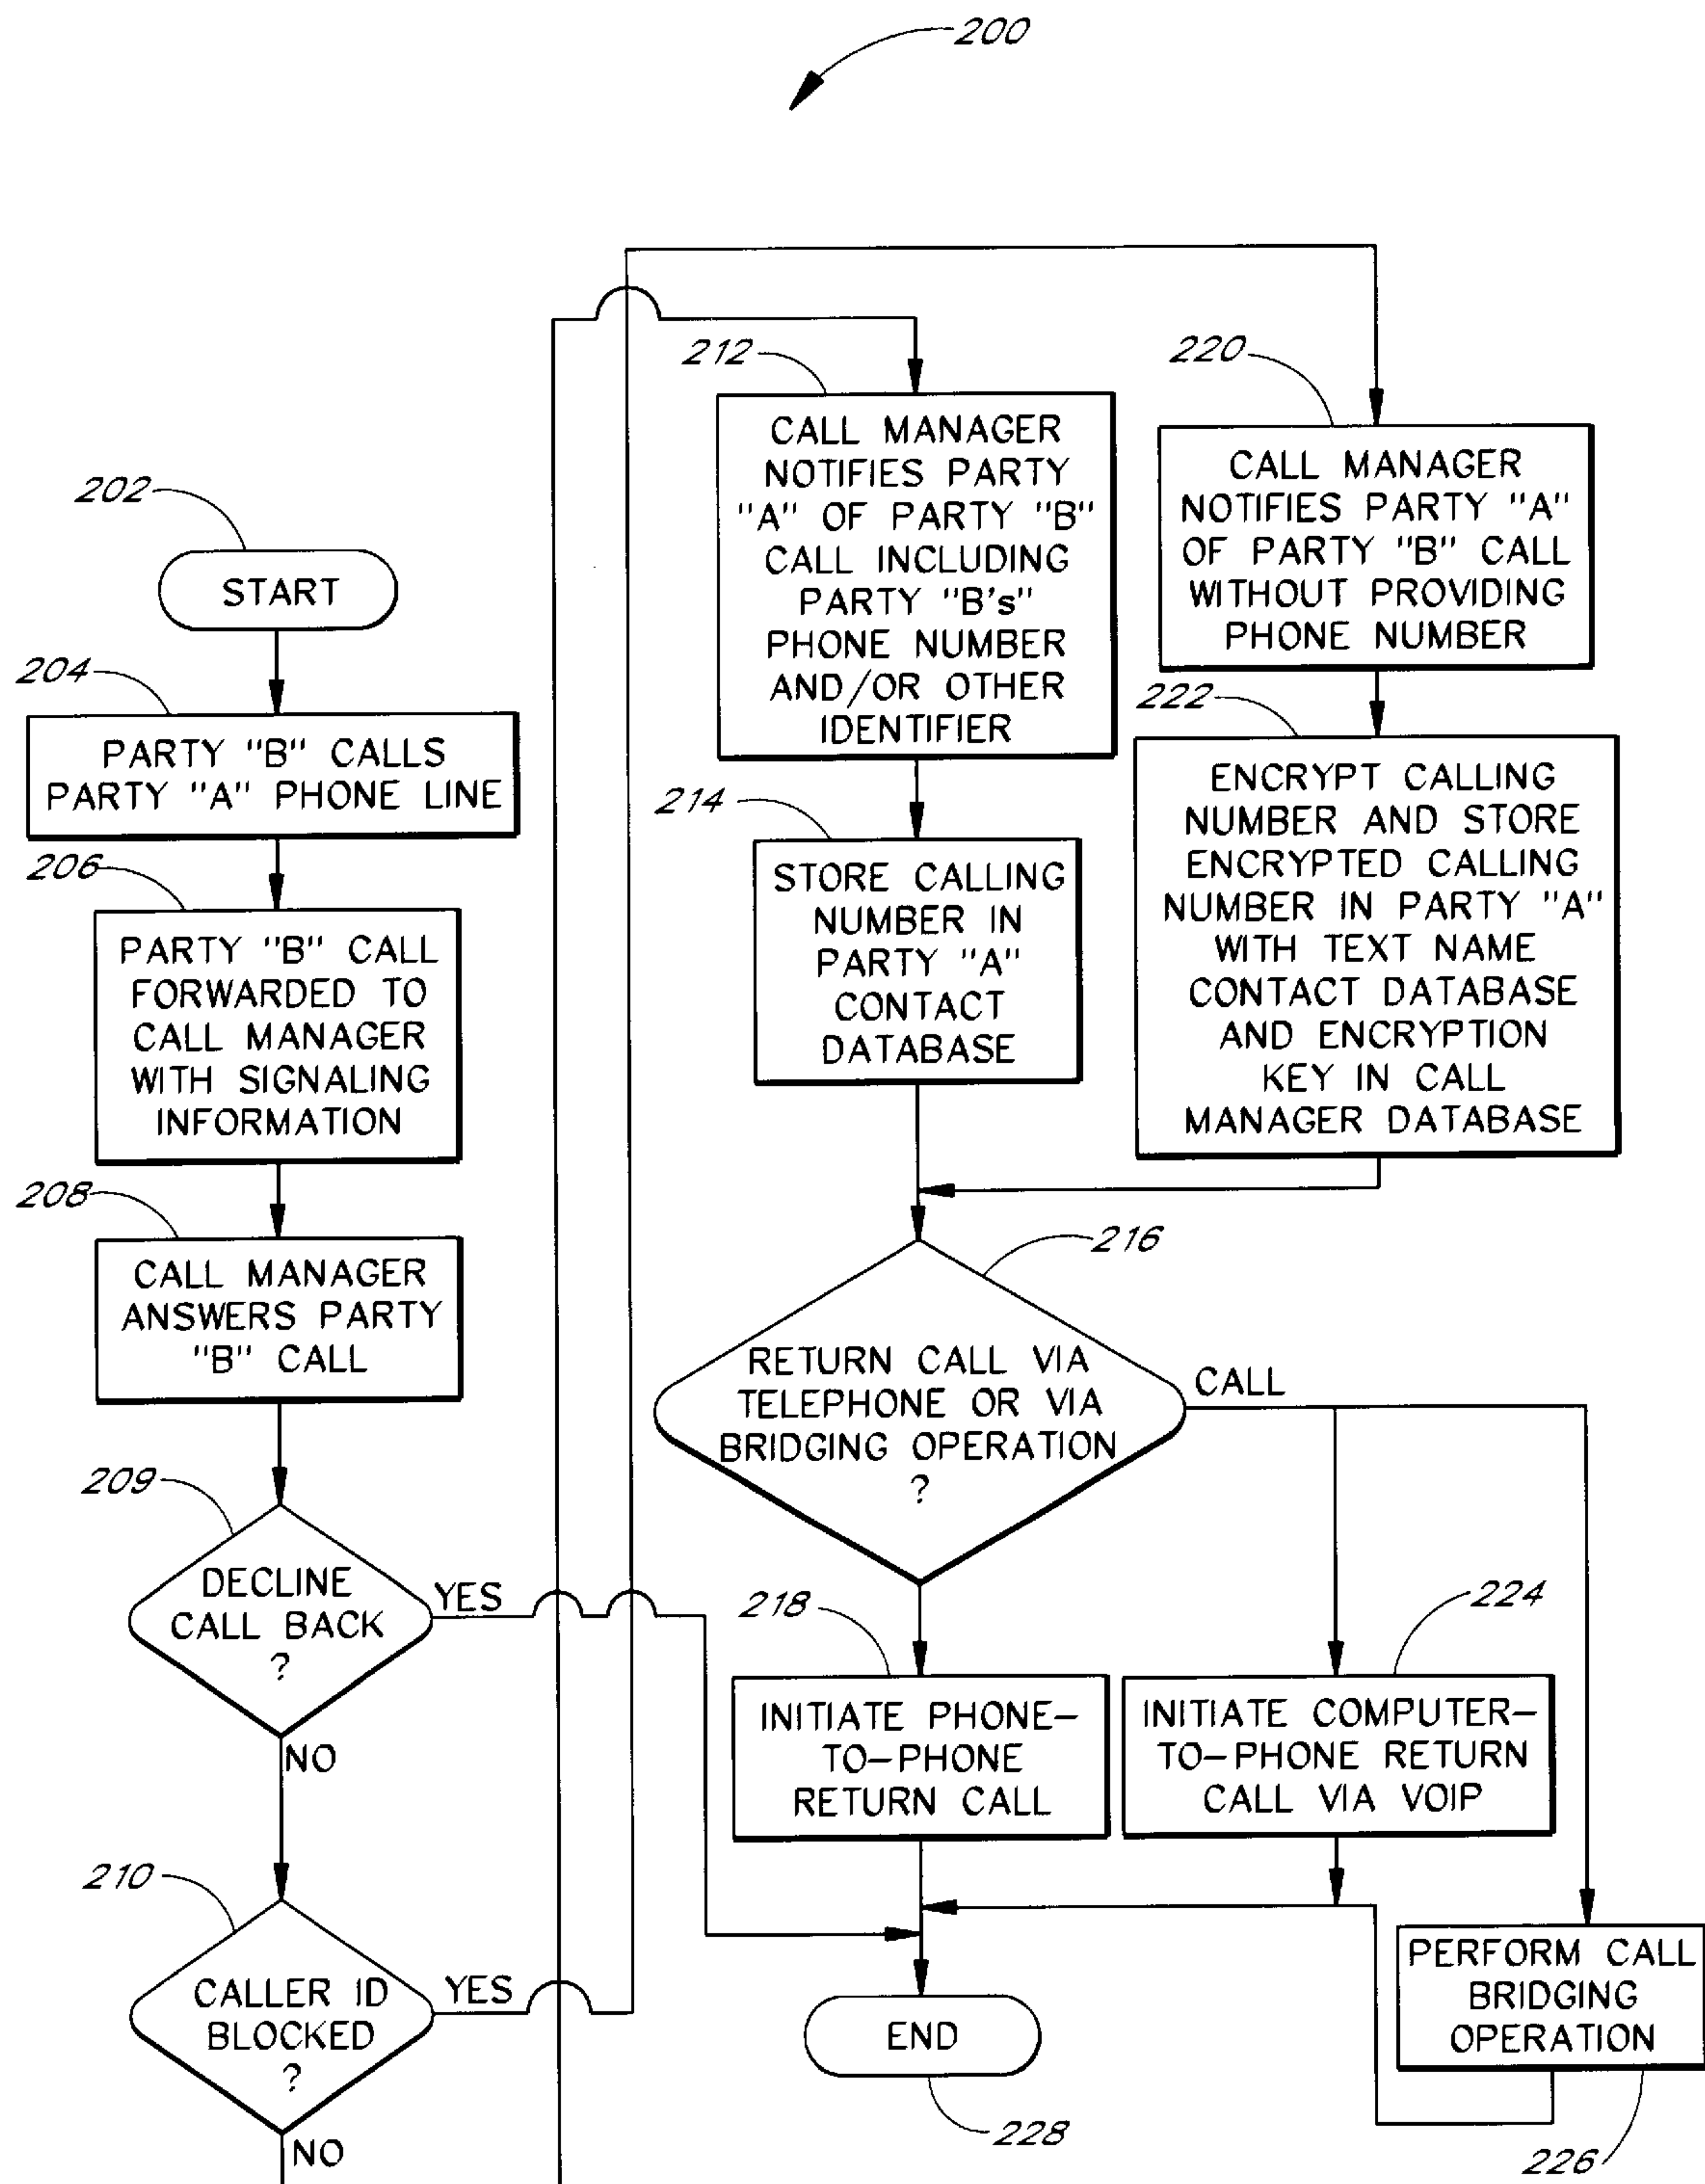 200
202
START
204
PARTY "B" CALLS
PARTY "A" PHONE LINE
206
PARTY "B" CALL
FORWARDED TO
CALL MANAGER
WITH SIGNALING
INFORMATION
208
CALL MANAGER
ANSWERS PARTY
"B" CALL
209
DECLINE
CALL BACK
?
YES
NO
210
CALLER ID
BLOCKED
?
YES
NO
212
CALL MANAGER
NOTIFIES PARTY
"A" OF PARTY "B"
CALL INCLUDING
PARTY "B's"
PHONE NUMBER
AND/OR OTHER
IDENTIFIER
214
STORE CALLING
NUMBER IN
PARTY "A"
CONTACT
DATABASE
220
CALL MANAGER
NOTIFIES PARTY "A"
OF PARTY "B" CALL
WITHOUT PROVIDING
PHONE NUMBER
222
ENCRYPT CALLING
NUMBER AND STORE
ENCRYPTED CALLING
NUMBER IN PARTY "A"
WITH TEXT NAME
CONTACT DATABASE
AND ENCRYPTION
KEY IN CALL
MANAGER DATABASE
216
RETURN CALL VIA
TELEPHONE OR VIA
BRIDGING OPERATION
?
CALL
218
INITIATE PHONE-
TO-PHONE
RETURN CALL
224
INITIATE COMPUTER-
TO-PHONE RETURN
CALL VIA VOIP
PERFORM CALL
BRIDGING
OPERATION
226
END
228